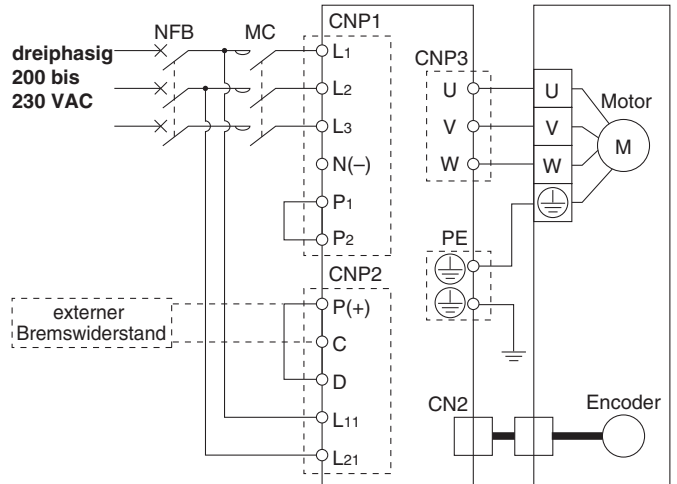 NFB
MC
CNP1
dreiphasig
200 bis
230 VAC
L1
L2
L3
N(–)
P1
P2
CNP3
U
V
W
U
V
W
Motor
M
PE
CNP2
externer
Bremswiderstand
P(+)
C
D
L11
L21
CN2
Encoder